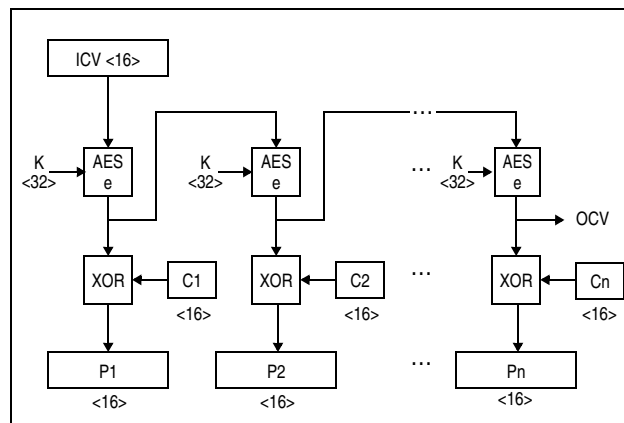 ICV <16>
...
K
<32>
AES
e
K
<32>
AES
e
...
K
<32>
AES
e
OCV
XOR
C1
<16>
XOR
C2
<16>
...
XOR
Cn
<16>
P1
<16>
P2
<16>
...
Pn
<16>